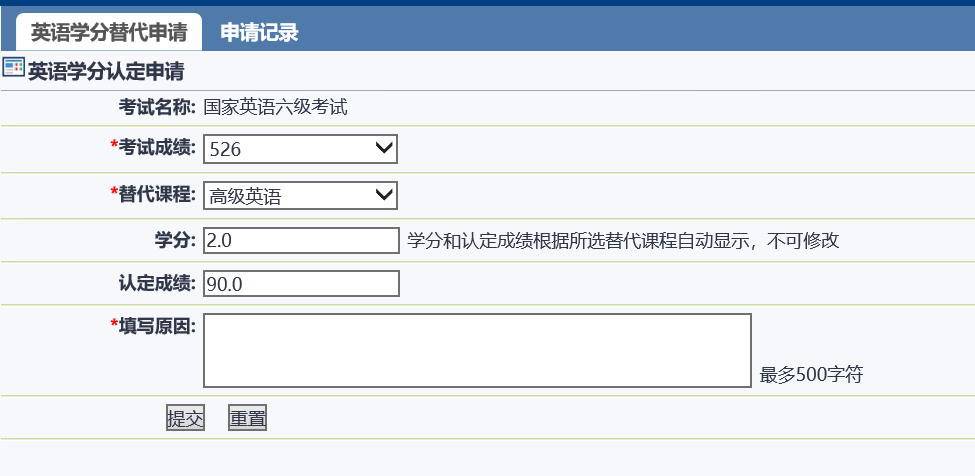 英语学分替代申请 申请记录
英语学分认定申请
考试名称: 国家英语六级考试
*考试成绩: 526
*替代课程: 高级英语
学分: 2.0 学分和认定成绩根据所选替代课程自动显示，不可修改
认定成绩: 90.0
*填写原因: 最多500字符
提交 重置